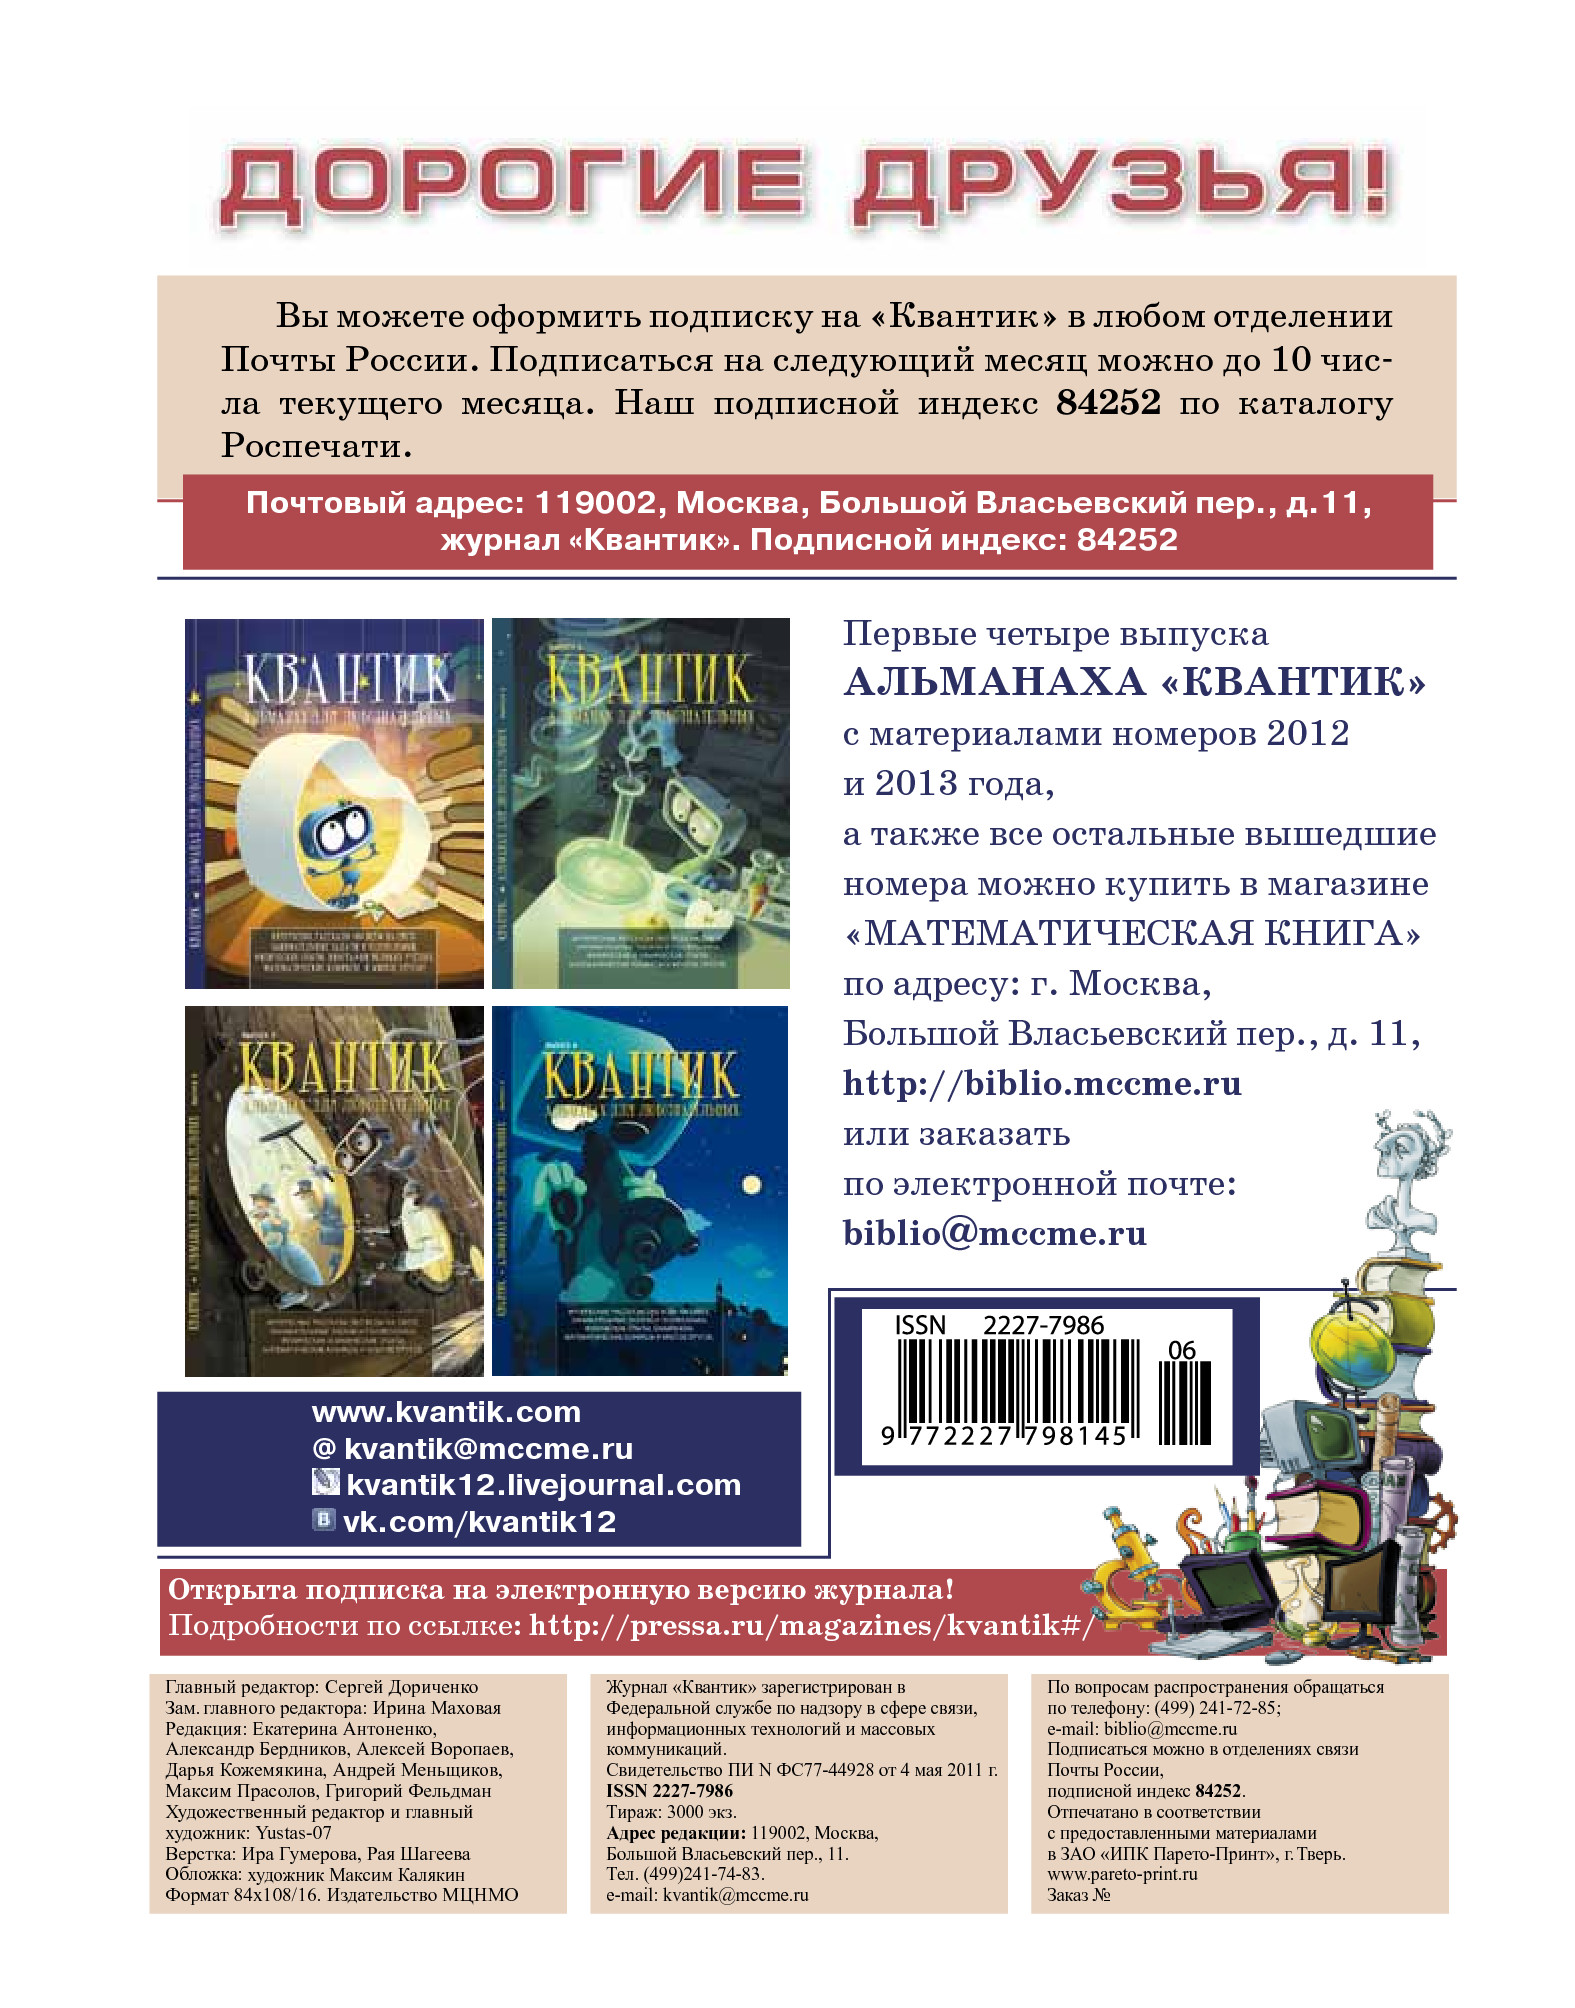 ДОРОГИЕ ДРУЗЬЯ!
Вы можете оформить подписку на «Квантик» в любом отделении
Почты России. Подписаться на следующий месяц можно до 10 чис-
ла текущего месяца. Наш подписной индекс 84252 по каталогу
Роспечати.
Почтовый адрес: 119002, Москва, Большой Власьевский пер., д.11,
журнал «Квантик». Подписной индекс: 84252
КВАНТИК
АЛЬМАНАХ ДЛЯ ЛЮБОЗНАТЕЛЬНЫХ
КВАНТИК
АЛЬМАНАХ ДЛЯ ЛЮБОЗНАТЕЛЬНЫХ
КВАНТИК
АЛЬМАНАХ ДЛЯ ЛЮБОЗНАТЕЛЬНЫХ
КВАНТИК
АЛЬМАНАХ ДЛЯ ЛЮБОЗНАТЕЛЬНЫХ
Первые четыре выпуска
АЛЬМАНАХА «КВАНТИК»
с материалами номеров 2012
и 2013 года,
а также все остальные вышедшие
номера можно купить в магазине
«МАТЕМАТИЧЕСКАЯ КНИГА»
по адресу: г. Москва,
Большой Власьевский пер., д. 11,
http://biblio.mccme.ru
или заказать
по электронной почте:
biblio@mccme.ru
ISSN 2227-7986
06
9 772227 798145
www.kvantik.com
@ kvantik@mccme.ru
kvantik12.livejournal.com
B vk.com/kvantik12
Открыта подписка на электронную версию журнала!
Подробности по ссылке: http://pressa.ru/magazines/kvantik#/
Главный редактор: Сергей Дориченко
Зам. главного редактора: Ирина Маховая
Редакция: Екатерина Антоненко,
Александр Бердников, Алексей Воропаев,
Дарья Кожемякина, Андрей Меньщиков,
Максим Прасолов, Григорий Фельдман
Художественный редактор и главный
художник: Yustas-07
Верстка: Ира Гумерова, Рая Шагеева
Обложка: художник Максим Калякин
Формат 84х108/16. Издательство МЦНМО
Журнал «Квантик» зарегистрирован в
Федеральной службе по надзору в сфере связи,
информационных технологий и массовых
коммуникаций.
Свидетельство ПИ N ФС77-44928 от 4 мая 2011 г.
ISSN 2227-7986
Тираж: 3000 экз.
Адрес редакции: 119002, Москва,
Большой Власьевский пер., 11.
Тел. (499)241-74-83.
e-mail: kvantik@mccme.ru
По вопросам распространения обращаться
по телефону: (499) 241-72-85;
e-mail: biblio@mccme.ru
Подписаться можно в отделениях связи
Почты России,
подписной индекс 84252.
Отпечатано в соответствии
с предоставленными материалами
в ЗАО «ИПК Парето-Принт», г. Тверь.
www.pareto-print.ru
Заказ №